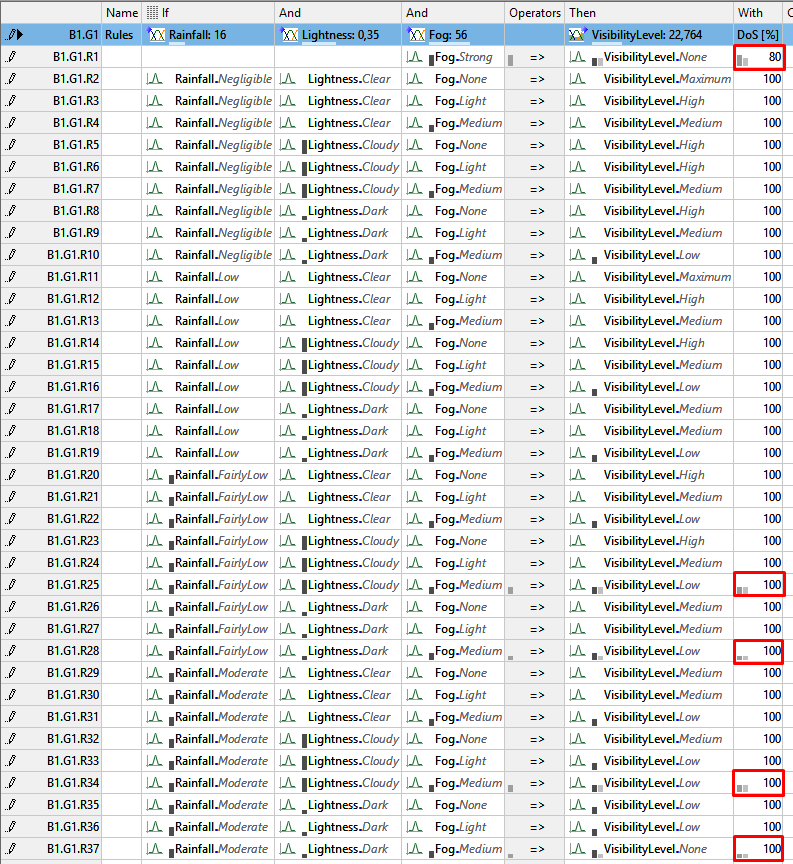 Name If And And Operators Then With C
B1.G1 Rules Rainfall: 16 Lightness: 0,35 Fog: 56 VisibilityLevel: 22,764 DoS [%]
B1.G1.R1 Fog.Strong => VisibilityLevel.None 80
B1.G1.R2 Rainfall.Negligible Lightness.Clear Fog.None => VisibilityLevel.Maximum 100
B1.G1.R3 Rainfall.Negligible Lightness.Clear Fog.Light => VisibilityLevel.High 100
B1.G1.R4 Rainfall.Negligible Lightness.Clear Fog.Medium => VisibilityLevel.Medium 100
B1.G1.R5 Rainfall.Negligible Lightness.Cloudy Fog.None => VisibilityLevel.High 100
B1.G1.R6 Rainfall.Negligible Lightness.Cloudy Fog.Light => VisibilityLevel.High 100
B1.G1.R7 Rainfall.Negligible Lightness.Cloudy Fog.Medium => VisibilityLevel.Medium 100
B1.G1.R8 Rainfall.Negligible Lightness.Dark Fog.None => VisibilityLevel.High 100
B1.G1.R9 Rainfall.Negligible Lightness.Dark Fog.Light => VisibilityLevel.Medium 100
B1.G1.R10 Rainfall.Negligible Lightness.Dark Fog.Medium => VisibilityLevel.Low 100
B1.G1.R11 Rainfall.Low Lightness.Clear Fog.None => VisibilityLevel.Maximum 100
B1.G1.R12 Rainfall.Low Lightness.Clear Fog.Light => VisibilityLevel.High 100
B1.G1.R13 Rainfall.Low Lightness.Clear Fog.Medium => VisibilityLevel.Medium 100
B1.G1.R14 Rainfall.Low Lightness.Cloudy Fog.None => VisibilityLevel.High 100
B1.G1.R15 Rainfall.Low Lightness.Cloudy Fog.Light => VisibilityLevel.Medium 100
B1.G1.R16 Rainfall.Low Lightness.Cloudy Fog.Medium => VisibilityLevel.Low 100
B1.G1.R17 Rainfall.Low Lightness.Dark Fog.None => VisibilityLevel.Medium 100
B1.G1.R18 Rainfall.Low Lightness.Dark Fog.Light => VisibilityLevel.Medium 100
B1.G1.R19 Rainfall.Low Lightness.Dark Fog.Medium => VisibilityLevel.Low 100
B1.G1.R20 Rainfall.FairlyLow Lightness.Clear Fog.None => VisibilityLevel.High 100
B1.G1.R21 Rainfall.FairlyLow Lightness.Clear Fog.Light => VisibilityLevel.Medium 100
B1.G1.R22 Rainfall.FairlyLow Lightness.Clear Fog.Medium => VisibilityLevel.Low 100
B1.G1.R23 Rainfall.FairlyLow Lightness.Cloudy Fog.None => VisibilityLevel.High 100
B1.G1.R24 Rainfall.FairlyLow Lightness.Cloudy Fog.Light => VisibilityLevel.Medium 100
B1.G1.R25 Rainfall.FairlyLow Lightness.Cloudy Fog.Medium => VisibilityLevel.Low 100
B1.G1.R26 Rainfall.FairlyLow Lightness.Dark Fog.None => VisibilityLevel.Medium 100
B1.G1.R27 Rainfall.FairlyLow Lightness.Dark Fog.Light => VisibilityLevel.Medium 100
B1.G1.R28 Rainfall.FairlyLow Lightness.Dark Fog.Medium => VisibilityLevel.Low 100
B1.G1.R29 Rainfall.Moderate Lightness.Clear Fog.None => VisibilityLevel.Medium 100
B1.G1.R30 Rainfall.Moderate Lightness.Clear Fog.Light => VisibilityLevel.Medium 100
B1.G1.R31 Rainfall.Moderate Lightness.Clear Fog.Medium => VisibilityLevel.Low 100
B1.G1.R32 Rainfall.Moderate Lightness.Cloudy Fog.None => VisibilityLevel.Medium 100
B1.G1.R33 Rainfall.Moderate Lightness.Cloudy Fog.Light => VisibilityLevel.Low 100
B1.G1.R34 Rainfall.Moderate Lightness.Cloudy Fog.Medium => VisibilityLevel.Low 100
B1.G1.R35 Rainfall.Moderate Lightness.Dark Fog.None => VisibilityLevel.Low 100
B1.G1.R36 Rainfall.Moderate Lightness.Dark Fog.Light => VisibilityLevel.Low 100
B1.G1.R37 Rainfall.Moderate Lightness.Dark Fog.Medium => VisibilityLevel.None 100